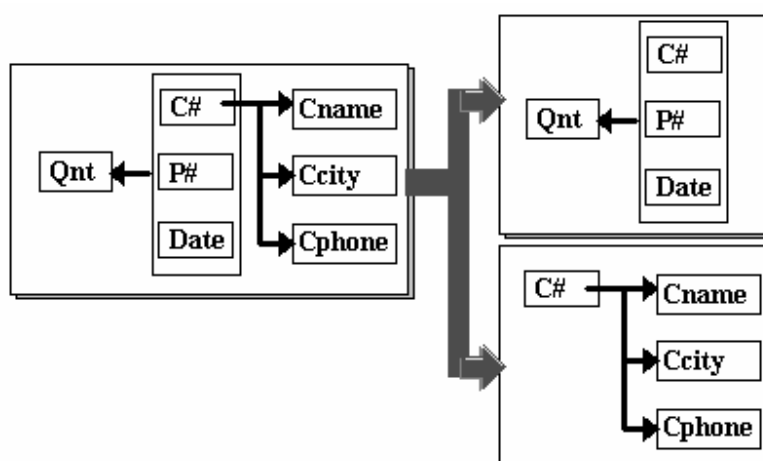 C#
Cname
Qnt
P#
Ccity
Date
Cphone
C#
Qnt
P#
Date
C#
Cname
Ccity
Cphone